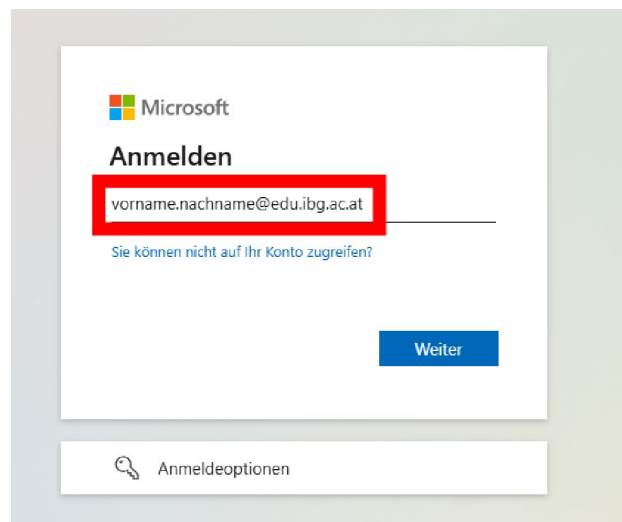 Microsoft
Anmelden
vorname.nachname@edu.ibg.ac.at
Sie können nicht auf Ihr Konto zugreifen?
Weiter
Anmeldeoptionen